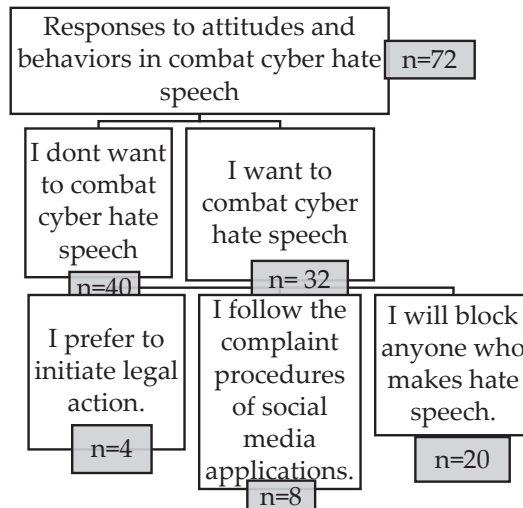 Responses to attitudes and
behaviors in combat cyber hate
speech
n=72
I dont want
to combat
cyber hate
speech
n=40
I want to
combat cyber
hate speech
n= 32
I prefer to
initiate legal
action.
n=4
I follow the
complaint
procedures
of social
media
applications.
n=8
I will block
anyone who
makes hate
speech.
n=20